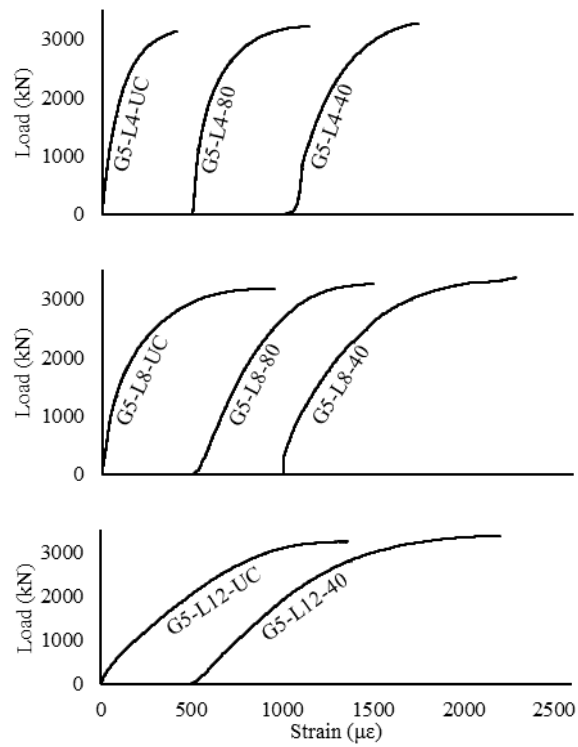 3000
2000
1000
0
Load (kN)
G5-L4-UC
G5-L4-80
G5-L4-40
3000
2000
1000
0
Load (kN)
G5-L8-UC
G5-L8-80
G5-L8-40
3000
2000
1000
0
Load (kN)
G5-L12-UC
G5-L12-40
0 500 1000 1500 2000 2500
Strain (με)